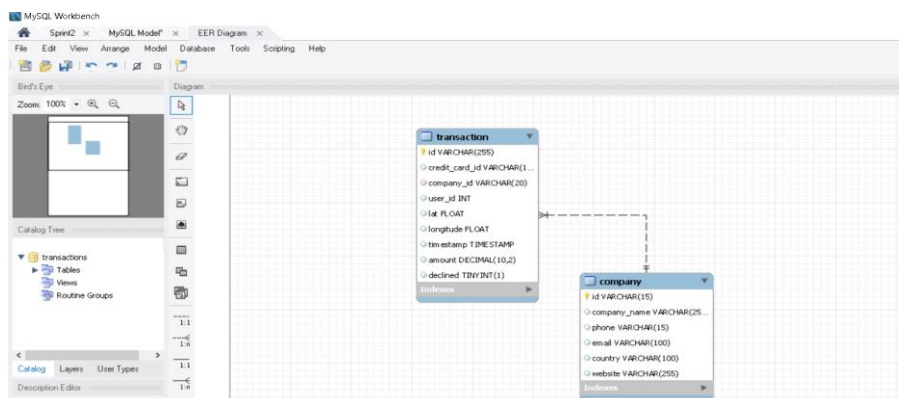 MySQL Workbench
Sprint2 × MySQL Model* × EER Diagram ×
File Edit View Arrange Model Database Tools Scripting Help
Bird's Eye
Diagram
Zoom: 100%
Catalog Tree
transactions
Tables
Views
Routine Groups
Catalog Layers User Types
Description Editor
1:1
1:n
1:1
1:n
transaction
id VARCHAR(255)
credit_card_id VARCHAR(1...
company_id VARCHAR(20)
user_id INT
lat FLOAT
longitude FLOAT
timestamp TIMESTAMP
amount DECIMAL(10,2)
declined TINYINT(1)
Indexes
company
id VARCHAR(15)
company_name VARCHAR(25...
phone VARCHAR(15)
email VARCHAR(100)
country VARCHAR(100)
website VARCHAR(255)
Indexes